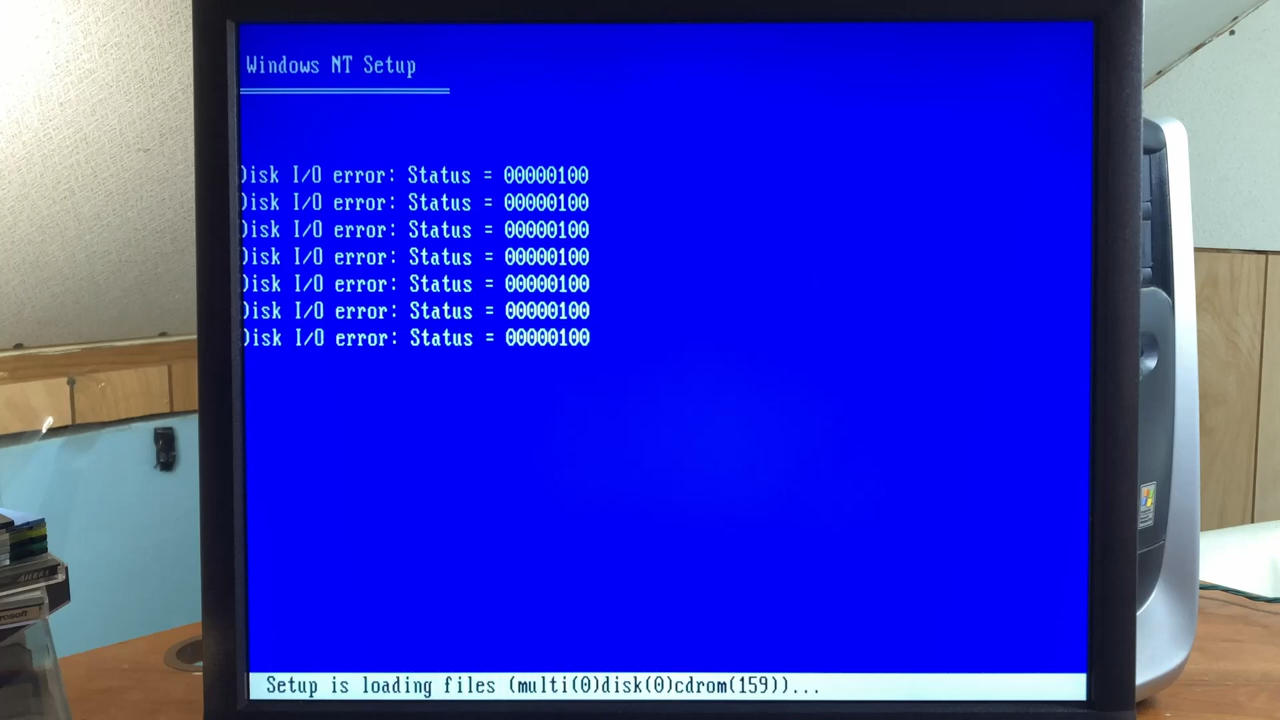 Windows NT Setup
Disk I/O error: Status = 00000100
Disk I/O error: Status = 00000100
Disk I/O error: Status = 00000100
Disk I/O error: Status = 00000100
Disk I/O error: Status = 00000100
Disk I/O error: Status = 00000100
Disk I/O error: Status = 00000100
Setup is loading files (multi(0)disk(0)cdrom(159))...